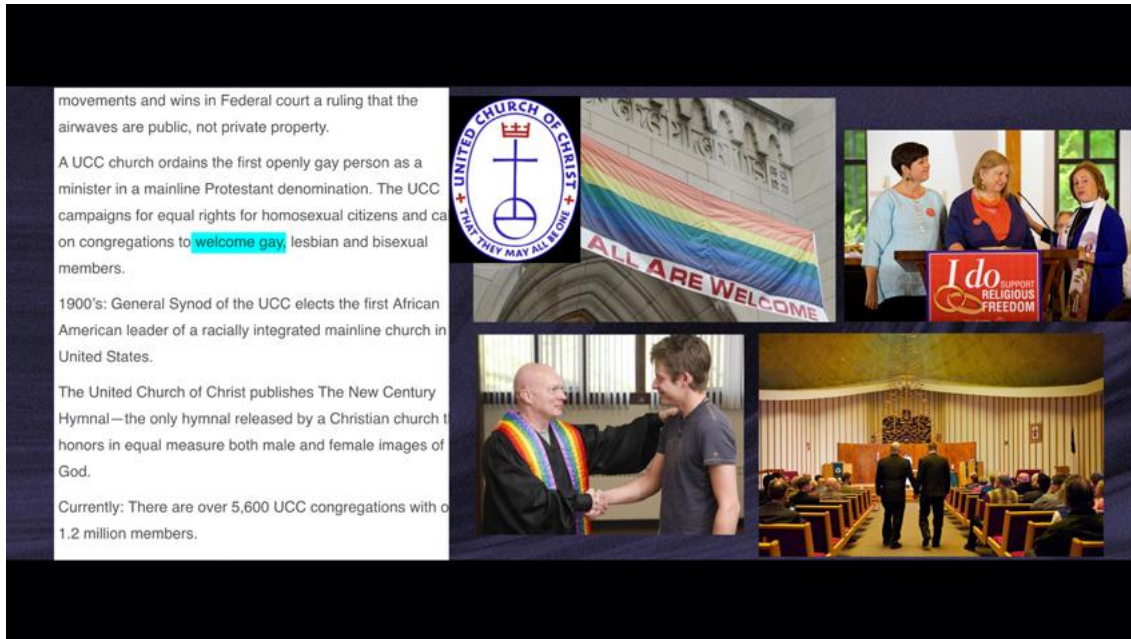 movements and wins in Federal court a ruling that the
airwaves are public, not private property.
A UCC church ordains the first openly gay person as a
minister in a mainline Protestant denomination. The UCC
campaigns for equal rights for homosexual citizens and ca
on congregations to welcome gay, lesbian and bisexual
members.
1900's: General Synod of the UCC elects the first African
American leader of a racially integrated mainline church in
United States.
The United Church of Christ publishes The New Century
Hymnal—the only hymnal released by a Christian church t
honors in equal measure both male and female images of
God.
Currently: There are over 5,600 UCC congregations with o
1.2 million members.
UNITED CHURCH OF CHRIST
THAT THEY MAY ALL BE ONE
ALL ARE WELCOME
I do SUPPORT
RELIGIOUS
FREEDOM